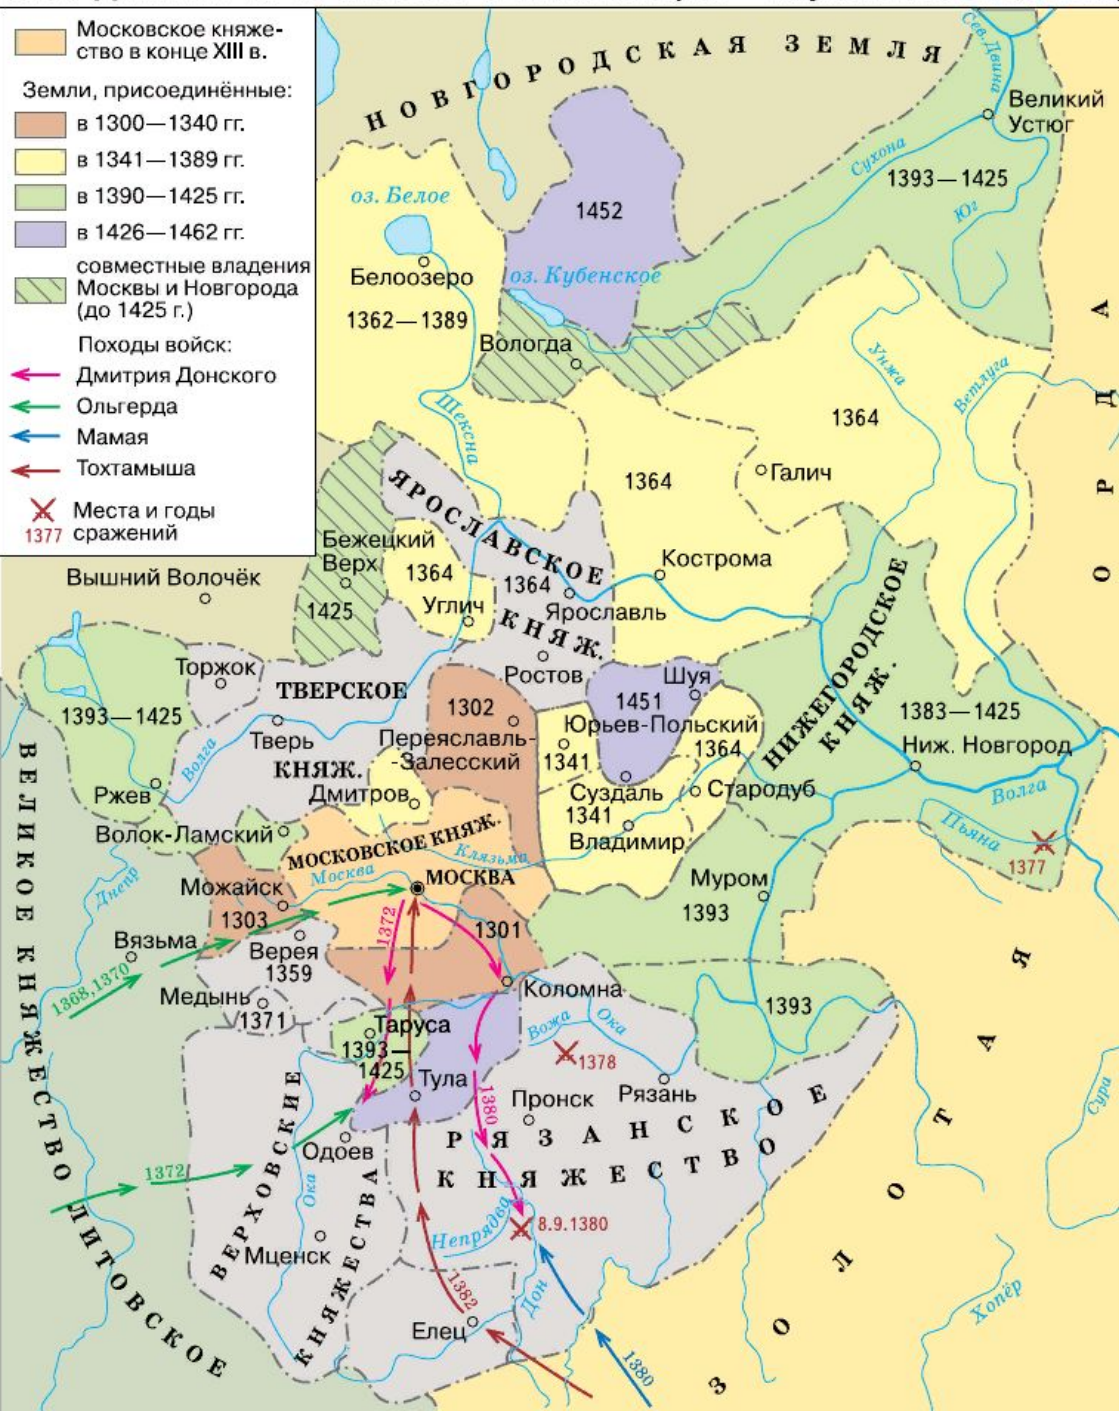 Московское княже-
ство в конце XIII в.
Земли, присоединённые:
в 1300—1340 гг.
в 1341—1389 гг.
в 1390—1425 гг.
в 1426—1462 гг.
совместные владения
Москвы и Новгорода
(до 1425 г.)
Походы войск:
Дмитрия Донского
Ольгерда
Мамая
Тохтамыша
Места и годы
1377 сражений
НОВГОРОДСКАЯ ЗЕМЛЯ
Сев. Двина
Великий
Устюг
Сухона
1393—1425
Юг
1452
оз. Белое
Белоозеро
1362—1389
оз. Кубенское
Вологда
Шексна
Унжа
Ветлуга
1364
Галич
1364
ЗОЛОТАЯ ОРДА
ЯРОСЛАВСКОЕ
КНЯЖ.
1364
Ярославль
Кострома
Бежецкий
Верх
1425
1364
Углич
Вышний Волочёк
Ростов
Торжок
ТВЕРСКОЕ
КНЯЖ.
Тверь
Волга
1393—1425
Ржев
1302
Переяславль-
-Залесский
1451
Шуя
Юрьев-Польский
1341
1364
Суздаль
1341
Владимир
Стародуб
НИЖЕГОРОДСКОЕ
КНЯЖ.
1383—1425
Ниж. Новгород
Волга
Пьяна
1377
Дмитров
Волок-Ламский
МОСКОВСКОЕ КНЯЖ.
Клязьма
Москва
МОСКВА
Можайск
1303
1372
1301
Муром
1393
Днепр
Вязьма
1368,1370
Верея
1359
Медынь
1371
Коломна
1393
Таруса
1393—
1425
Вожа
Ока
1378
Тула
1380
Пронск
Рязань
РЯЗАНСКОЕ
КНЯЖЕСТВО
Одоев
1372
ВЕРХОВСКИЕ
КНЯЖЕСТВА
Ока
Мценск
Непрядва
8.9.1380
1382
Дон
Елец
1380
Сура
Хопёр
ВЕЛИКОЕ КНЯЖЕСТВО ЛИТОВСКОЕ